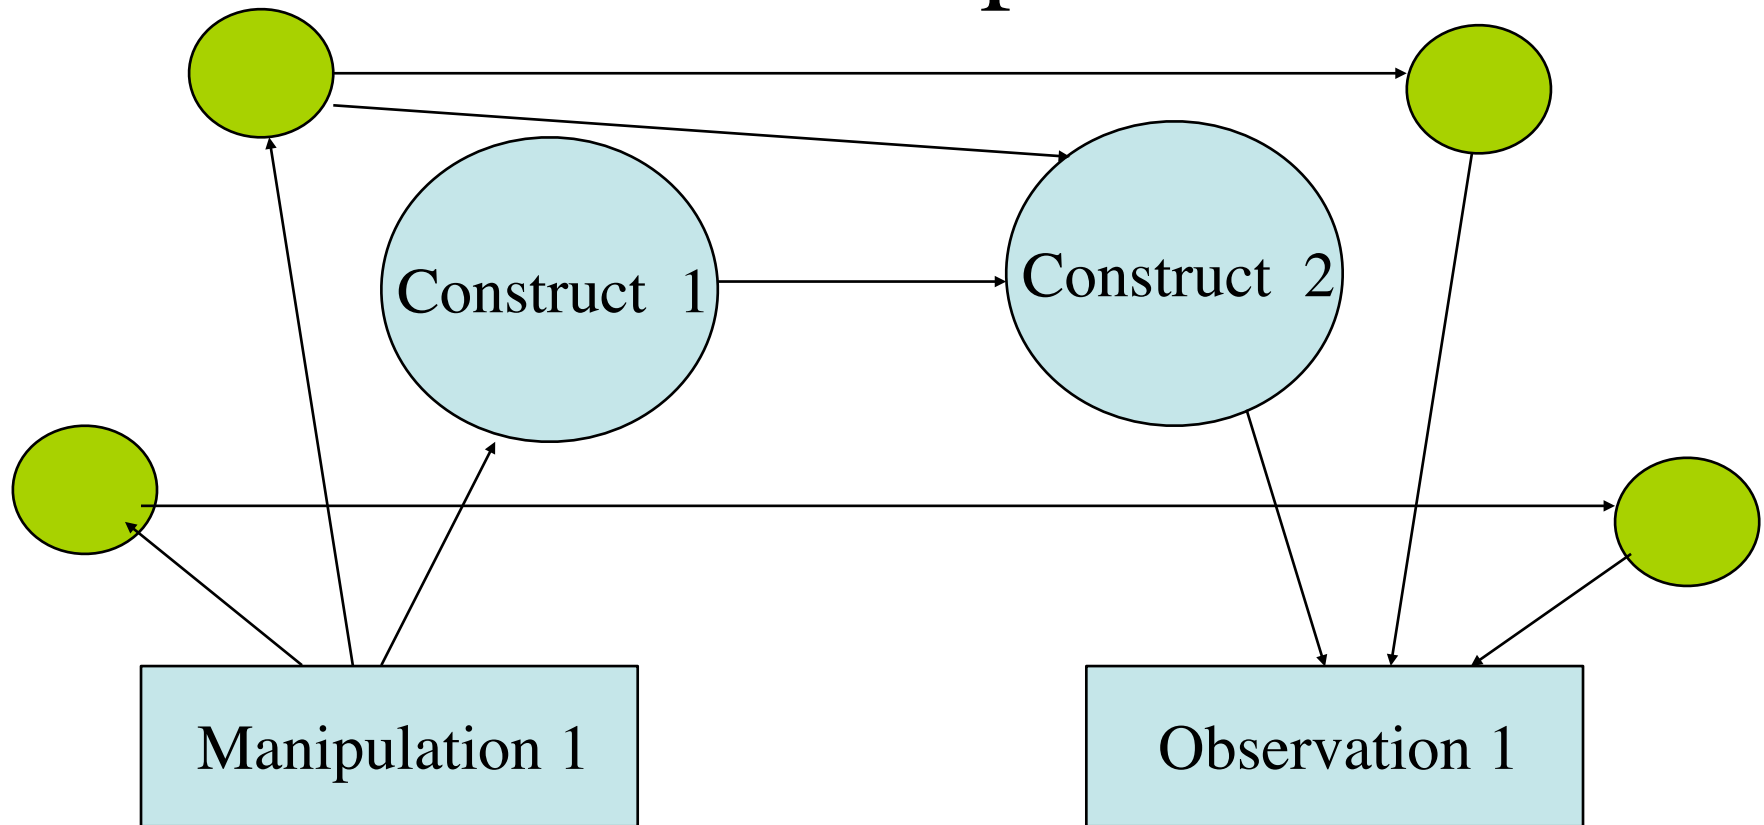 Construct 1
Construct 2
Manipulation 1
Observation 1